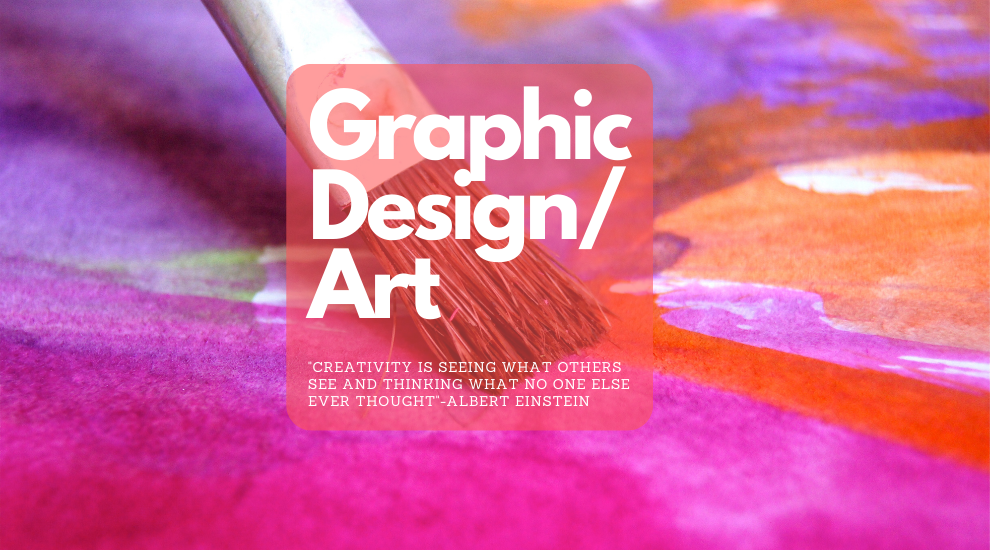 Graphic
Design/
Art
"CREATIVITY IS SEEING WHAT OTHERS
SEE AND THINKING WHAT NO ONE ELSE
EVER THOUGHT"-ALBERT EINSTEIN